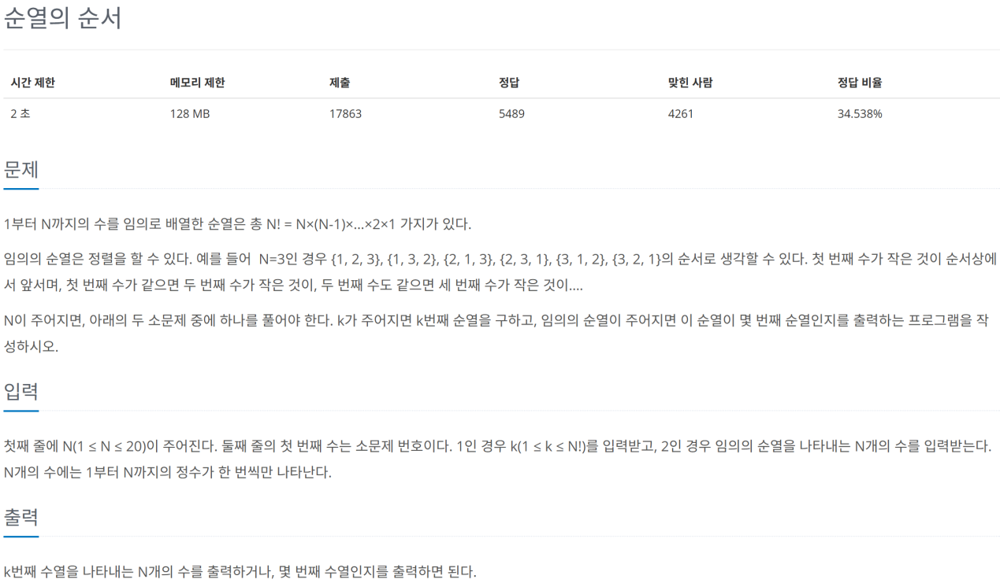 순열의 순서
시간 제한 메모리 제한 제출 정답 맞힌 사람 정답 비율
2 초 128 MB 17863 5489 4261 34.538%
문제
1부터 N까지의 수를 임의로 배열한 순열은 총 N! = N×(N-1)×…×2×1 가지가 있다.
임의의 순열은 정렬을 할 수 있다. 예를 들어 N=3인 경우 {1, 2, 3}, {1, 3, 2}, {2, 1, 3}, {2, 3, 1}, {3, 1, 2}, {3, 2, 1}의 순서로 생각할 수 있다. 첫 번째 수가 작은 것이 순서상에
서 앞서며, 첫 번째 수가 같으면 두 번째 수가 작은 것이, 두 번째 수도 같으면 세 번째 수가 작은 것이….
N이 주어지면, 아래의 두 소문제 중에 하나를 풀어야 한다. k가 주어지면 k번째 순열을 구하고, 임의의 순열이 주어지면 이 순열이 몇 번째 순열인지를 출력하는 프로그램을 작
성하시오.
입력
첫째 줄에 N(1 ≤ N ≤ 20)이 주어진다. 둘째 줄의 첫 번째 수는 소문제 번호이다. 1인 경우 k(1 ≤ k ≤ N!)를 입력받고, 2인 경우 임의의 순열을 나타내는 N개의 수를 입력받는다.
N개의 수에는 1부터 N까지의 정수가 한 번씩만 나타난다.
출력
k번째 수열을 나타내는 N개의 수를 출력하거나, 몇 번째 수열인지를 출력하면 된다.